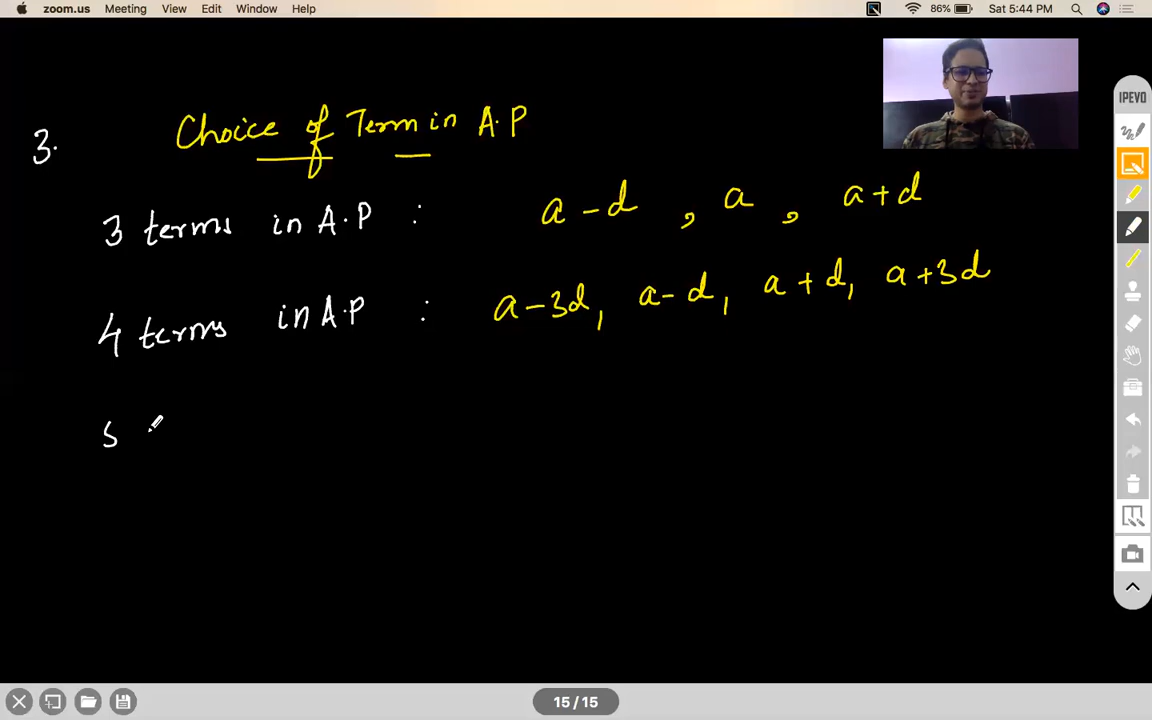 zoom.us Meeting View Edit Window Help 86% Sat 5:44 PM
IPEVO
3. Choice of Term in A.P
3 terms in A.P : a - d , a , a + d
4 terms in A.P : a - 3d, a - d, a + d, a + 3d
5
15 / 15